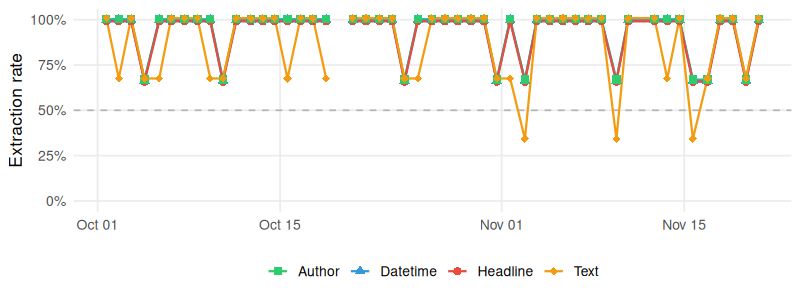 Extraction rate
100%
75%
50%
25%
0%
Oct 01 Oct 15 Nov 01 Nov 15
Author Datetime Headline Text